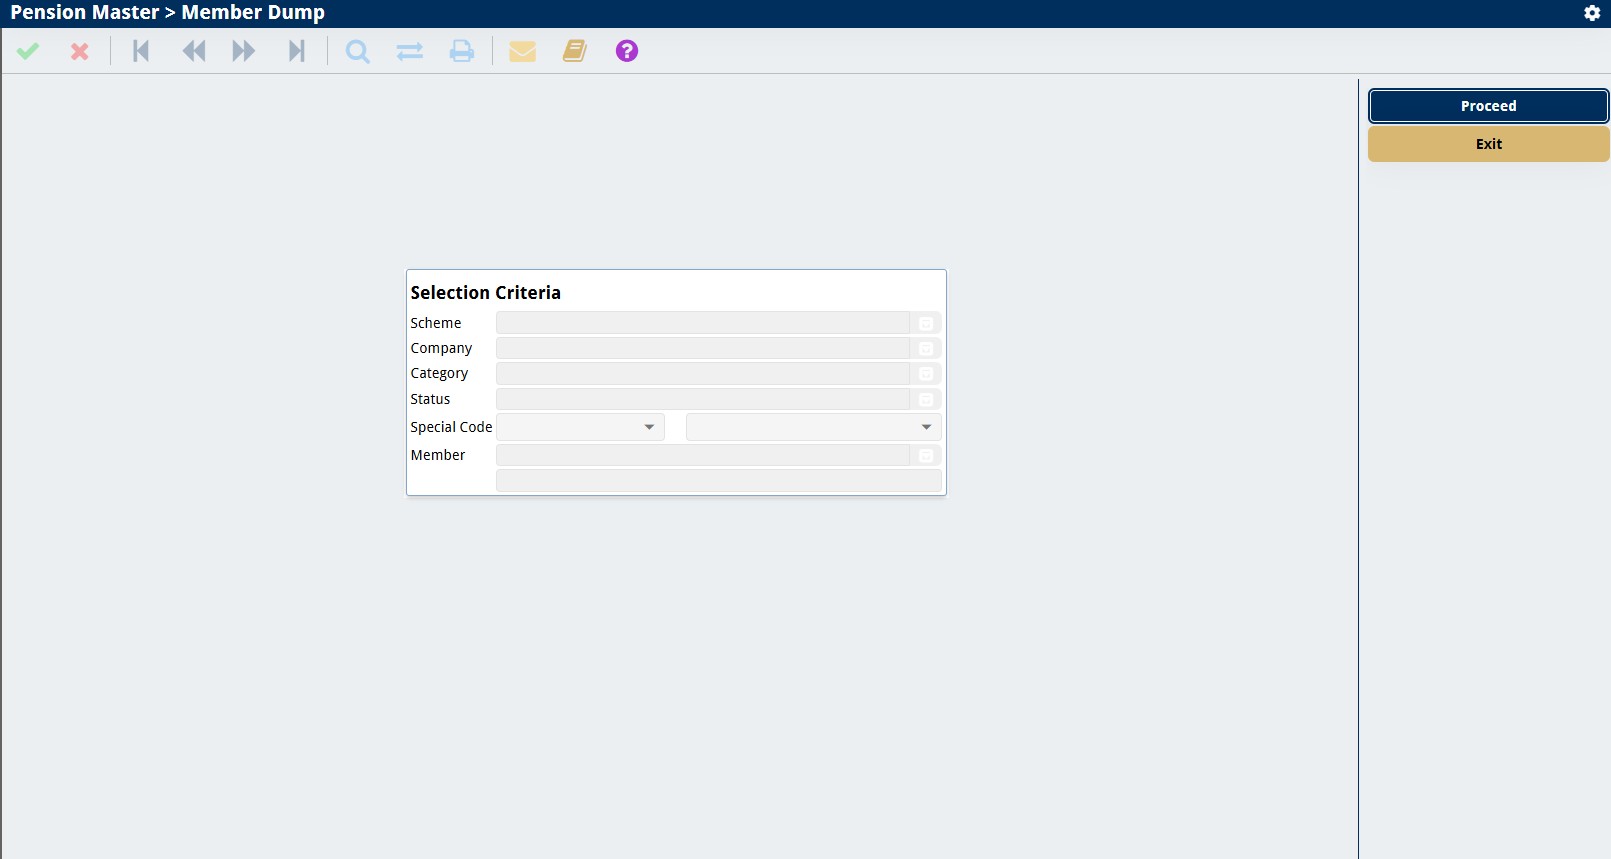 Pension Master > Member Dump
?
Proceed
Exit
Selection Criteria
Scheme
Company
Category
Status
Special Code
Member